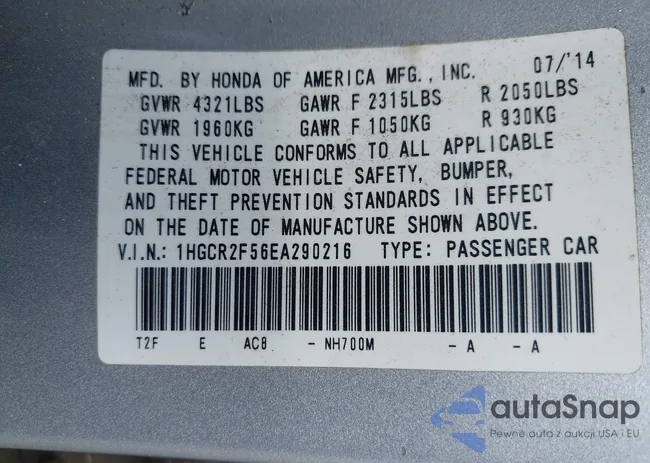 MFD. BY HONDA OF AMERICA MFG., INC. 07/'14
GVWR 4321LBS GAWR F 2315LBS R 2050LBS
GVWR 1960KG GAWR F 1050KG R 930KG
THIS VEHICLE CONFORMS TO ALL APPLICABLE
FEDERAL MOTOR VEHICLE SAFETY, BUMPER,
AND THEFT PREVENTION STANDARDS IN EFFECT
ON THE DATE OF MANUFACTURE SHOWN ABOVE.
V.I.N.: 1HGCR2F56EA290216 TYPE: PASSENGER CAR
T2F E AC8 - NH700M - A - A
autaSnap
Pewne auta z aukcji USA i EU